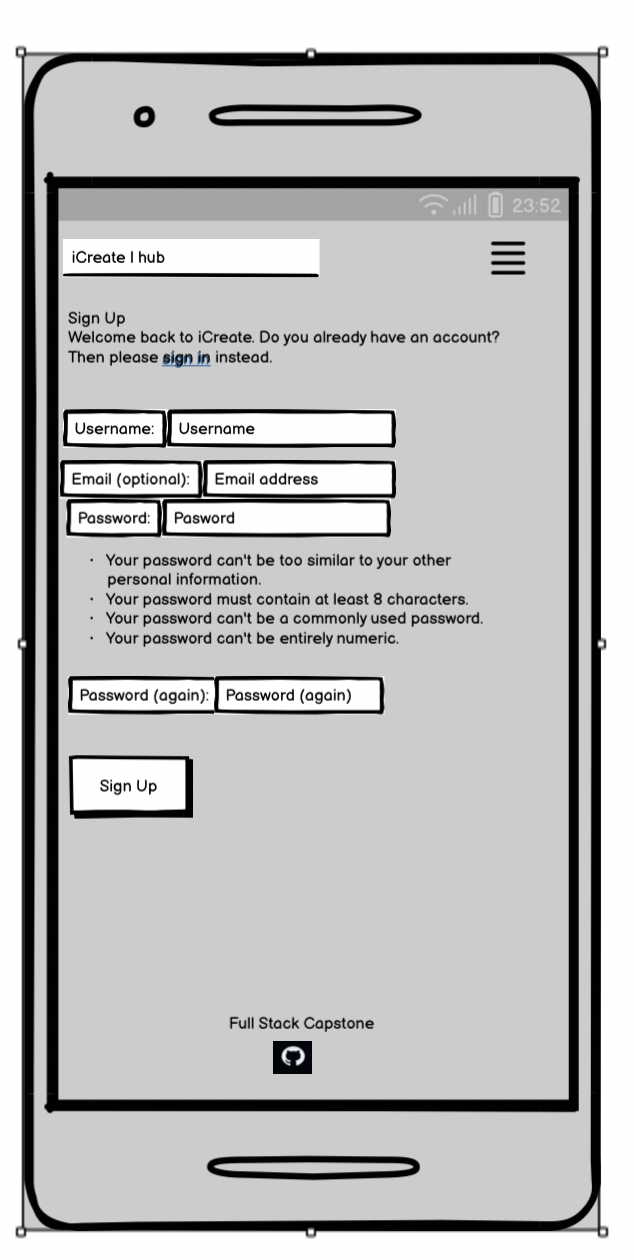 23:52
iCreate I hub
Sign Up
Welcome back to iCreate. Do you already have an account?
Then please sign in instead.
Username: Username
Email (optional): Email address
Password: Pasword
· Your password can't be too similar to your other
personal information.
· Your password must contain at least 8 characters.
· Your password can't be a commonly used password.
· Your password can't be entirely numeric.
Password (again): Password (again)
Sign Up
Full Stack Capstone